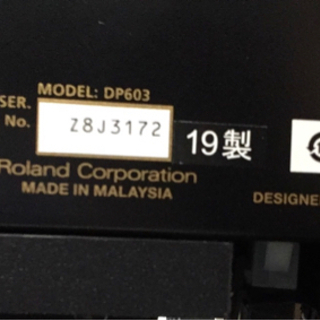 MODEL: DP603
SER.
No. Z8J3172 19製
Roland Corporation
MADE IN MALAYSIA
DESIGNE